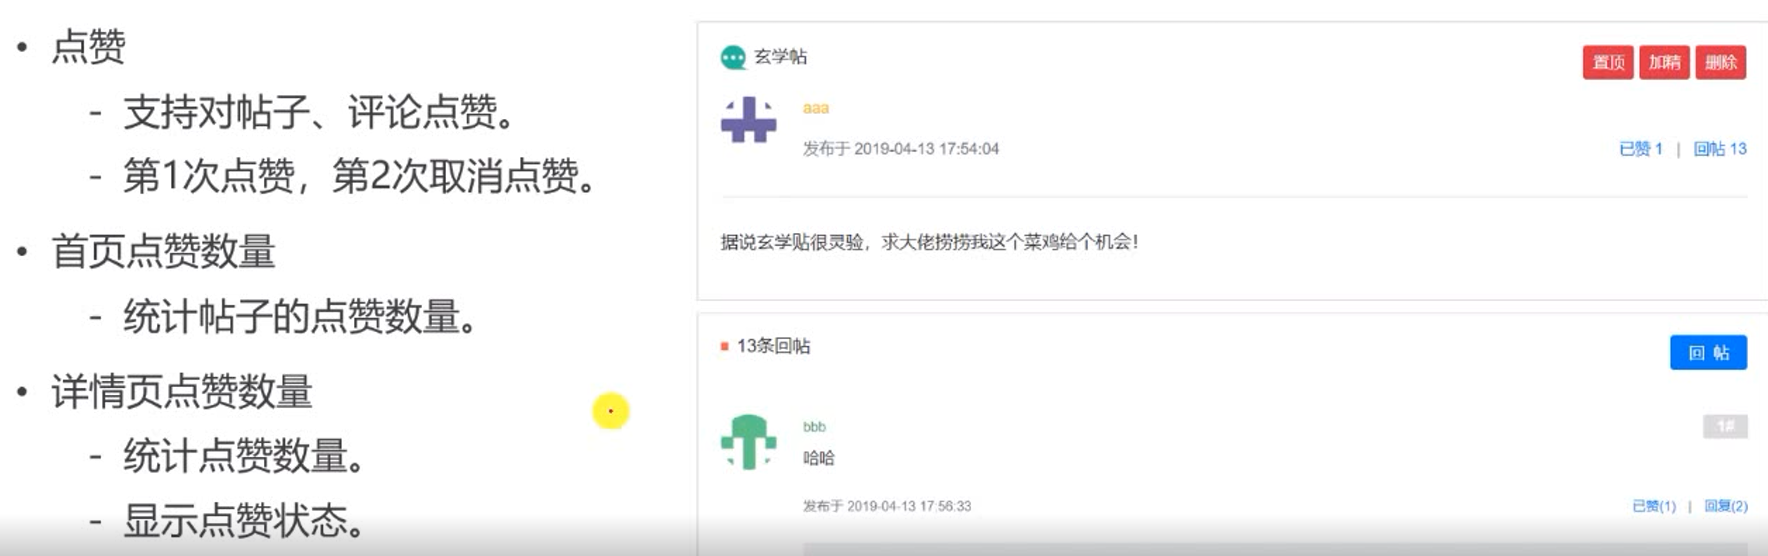 • 点赞
- 支持对帖子、评论点赞。
- 第1次点赞，第2次取消点赞。
• 首页点赞数量
- 统计帖子的点赞数量。
• 详情页点赞数量
- 统计点赞数量。
- 显示点赞状态。
玄学帖
置顶 加精 删除
aaa
发布于 2019-04-13 17:54:04
已赞 1 | 回帖 13
据说玄学贴很灵验，求大佬捞捞我这个菜鸡给个机会!
13条回帖
回 帖
bbb
1#
哈哈
发布于 2019-04-13 17:56:33
已赞(1) | 回复(2)